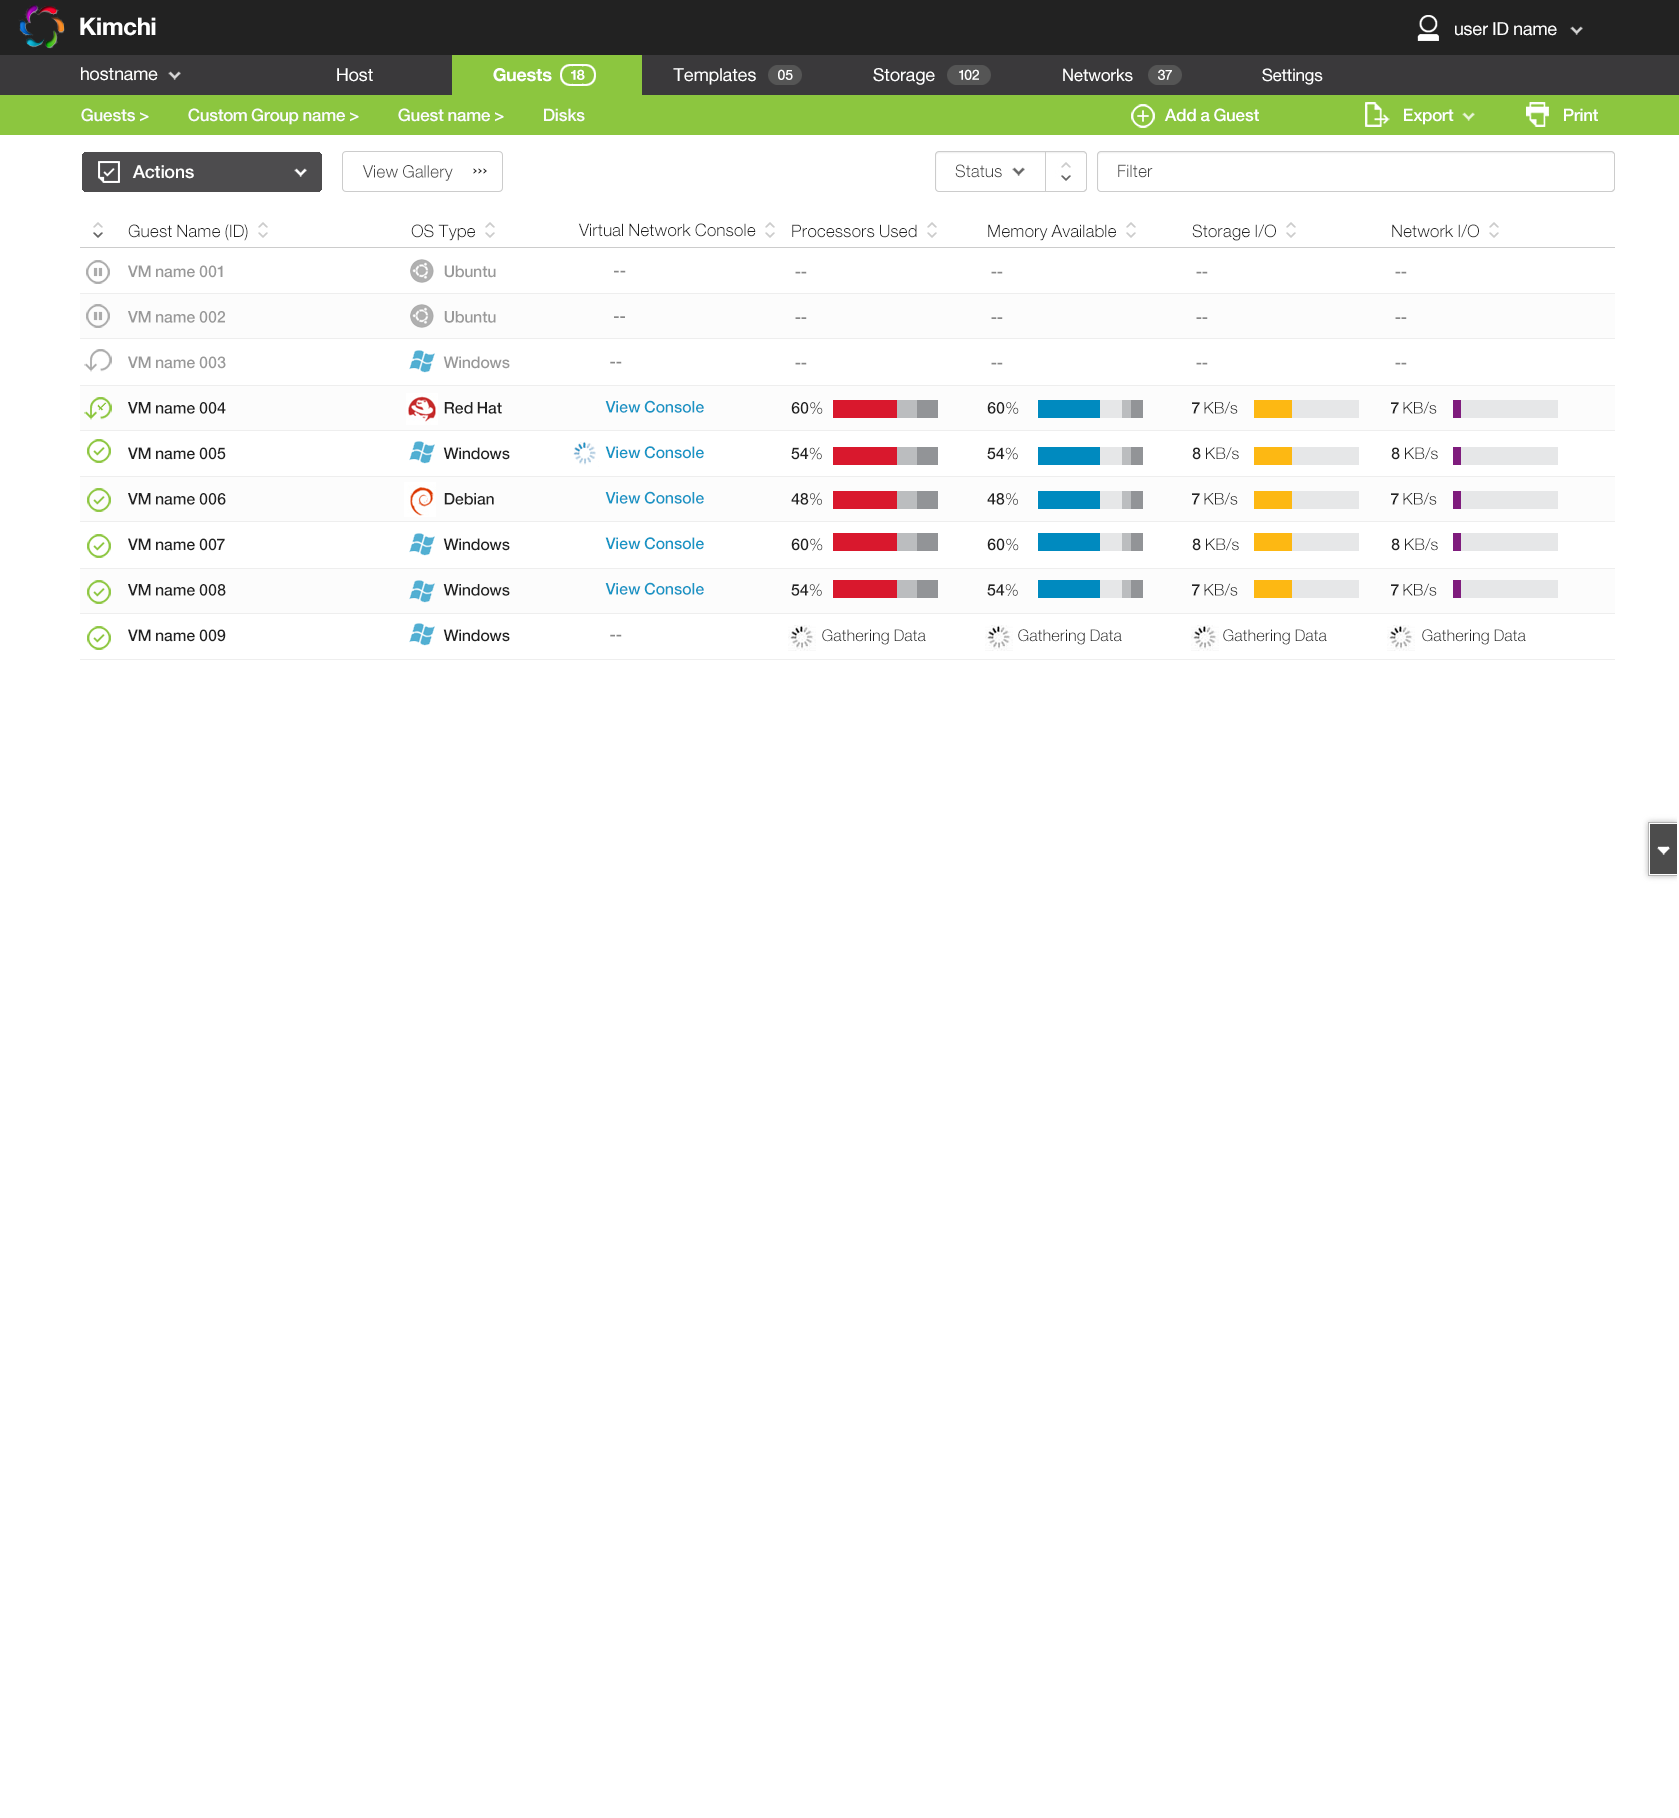 Kimchi
user ID name
hostname Host Guests 18 Templates 05 Storage 102 Networks 37 Settings
Guests > Custom Group name > Guest name > Disks Add a Guest Export Print
Actions View Gallery ››› Status Filter
Guest Name (ID) OS Type Virtual Network Console Processors Used Memory Available Storage I/O Network I/O
VM name 001 Ubuntu -- -- -- -- --
VM name 002 Ubuntu -- -- -- -- --
VM name 003 Windows -- -- -- -- --
VM name 004 Red Hat View Console 60% 60% 7 KB/s 7 KB/s
VM name 005 Windows View Console 54% 54% 8 KB/s 8 KB/s
VM name 006 Debian View Console 48% 48% 7 KB/s 7 KB/s
VM name 007 Windows View Console 60% 60% 8 KB/s 8 KB/s
VM name 008 Windows View Console 54% 54% 7 KB/s 7 KB/s
VM name 009 Windows -- Gathering Data Gathering Data Gathering Data Gathering Data